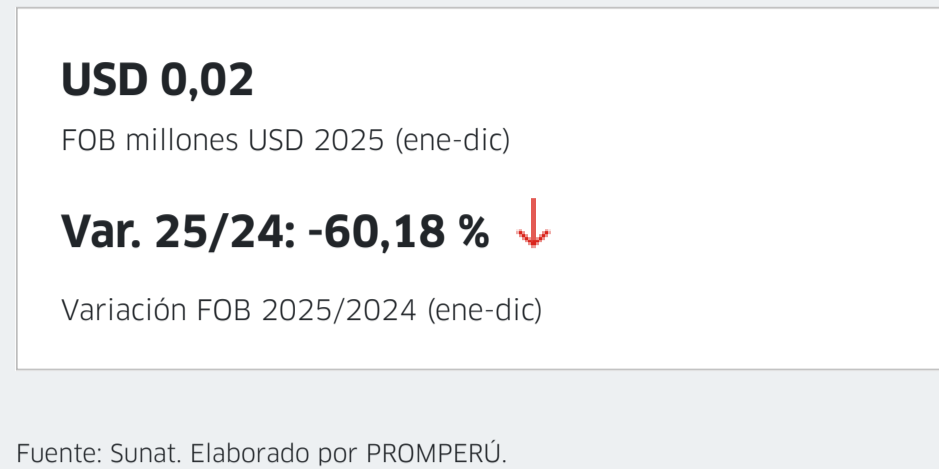 USD 0,02
FOB millones USD 2025 (ene-dic)
Var. 25/24: -60,18 %
Variación FOB 2025/2024 (ene-dic)
Fuente: Sunat. Elaborado por PROMPERÚ.